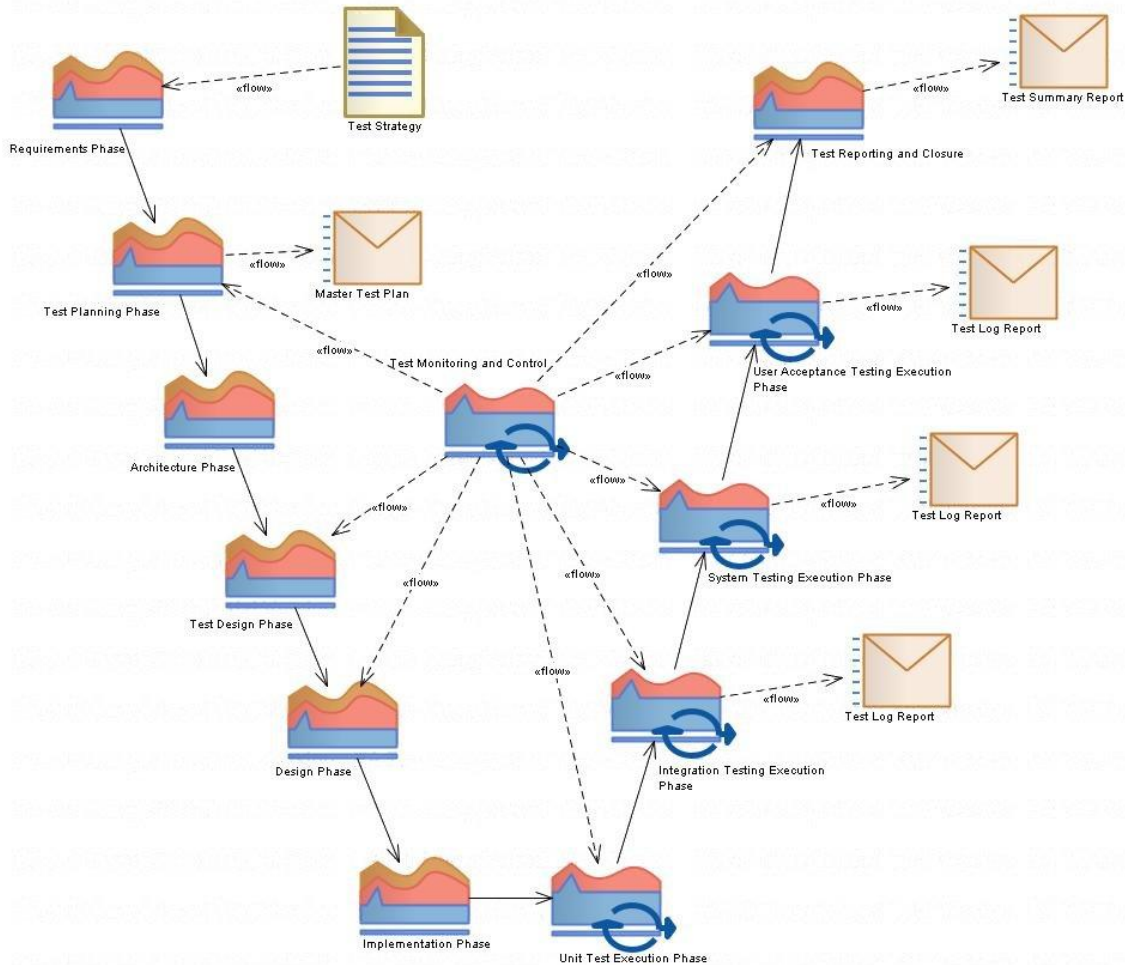 «flow»
Test Strategy
Requirements Phase
«flow»
Test Summary Report
Test Reporting and Closure
«flow»
Master Test Plan
Test Planning Phase
«flow»
«flow»
«flow»
Test Log Report
Test Monitoring and Control
«flow»
User Acceptance Testing Execution
Phase
Architecture Phase
«flow»
«flow»
«flow»
Test Log Report
System Testing Execution Phase
«flow»
«flow»
Test Design Phase
«flow»
«flow»
Test Log Report
Design Phase
Integration Testing Execution
Phase
Implementation Phase
Unit Test Execution Phase